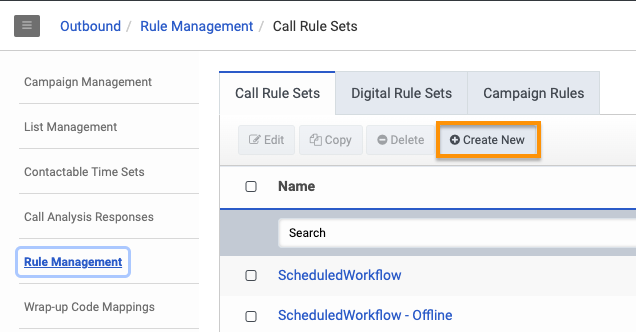 Outbound / Rule Management / Call Rule Sets
Campaign Management
List Management
Contactable Time Sets
Call Analysis Responses
Rule Management
Wrap-up Code Mappings
Call Rule Sets Digital Rule Sets Campaign Rules
Edit Copy Delete Create New
Name
Search
ScheduledWorkflow
ScheduledWorkflow - Offline